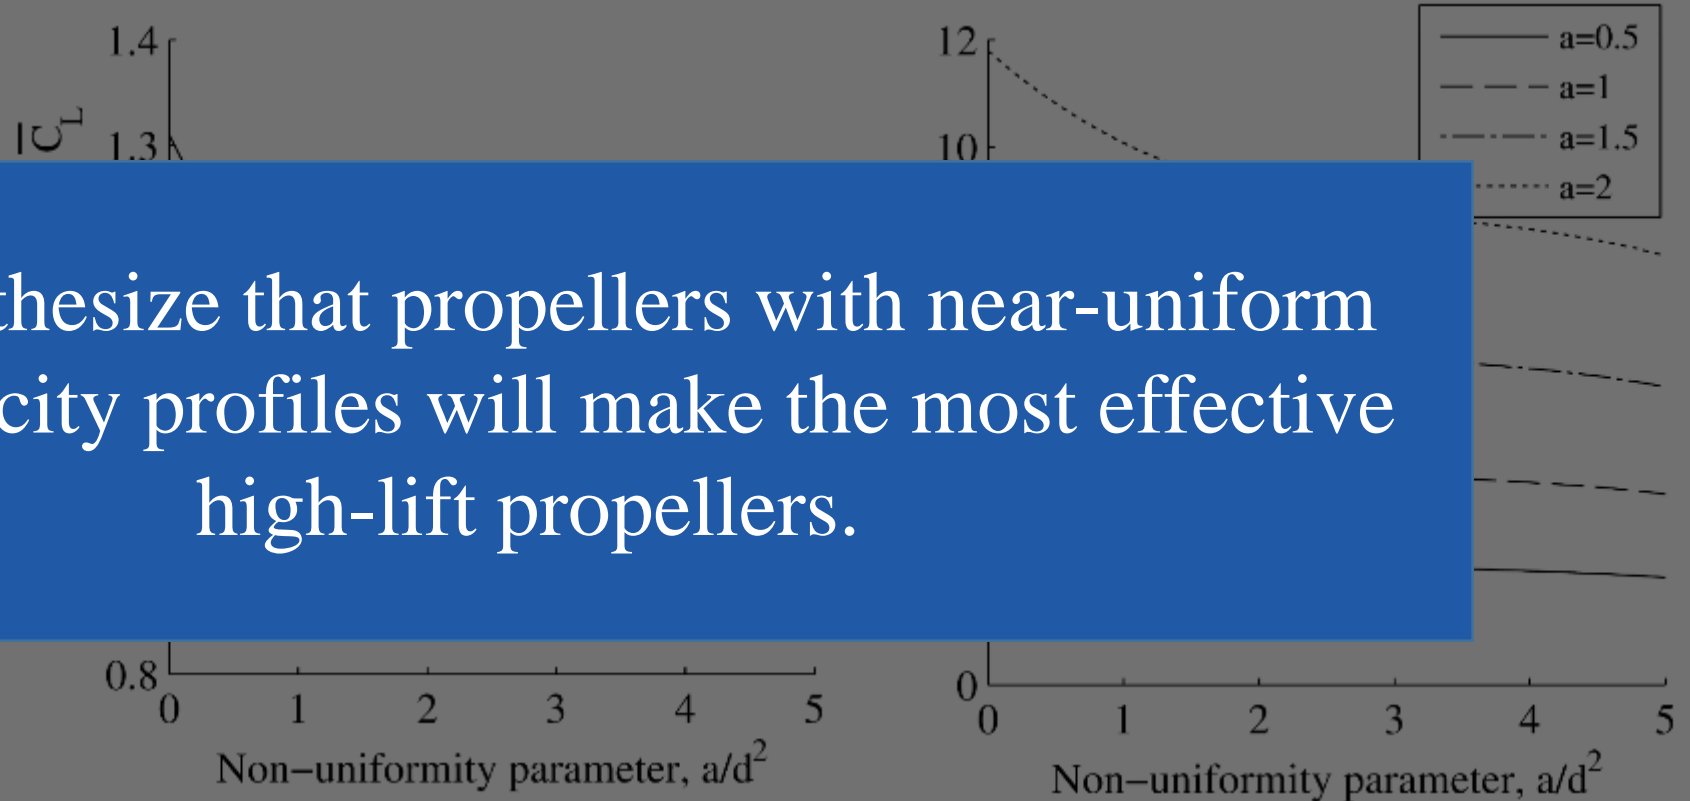 1.4
C̅L
1.3
12
10
a=0.5
a=1
a=1.5
a=2
thesize that propellers with near-uniform
city profiles will make the most effective
high-lift propellers.
0.8
0 1 2 3 4 5
Non-uniformity parameter, a/d²
0
0 1 2 3 4 5
Non-uniformity parameter, a/d²